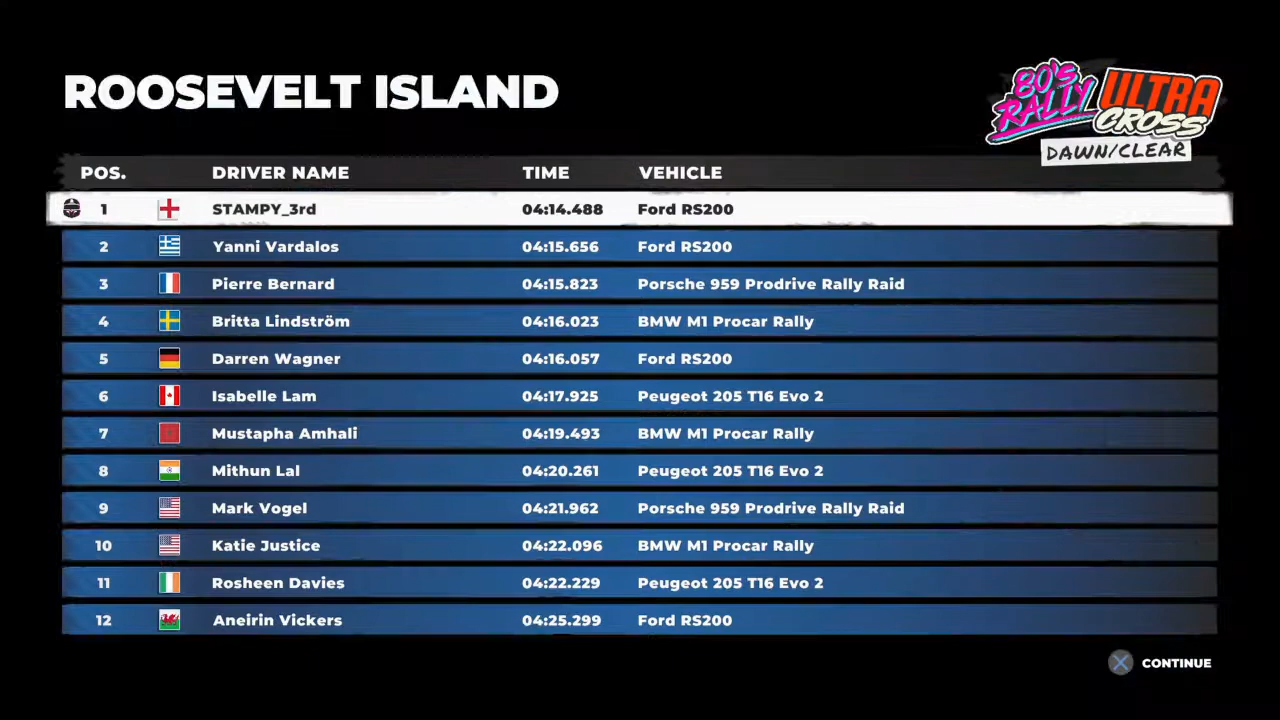 ROOSEVELT ISLAND
80's RALLY ULTRA CROSS
DAWN/CLEAR
POS. DRIVER NAME TIME VEHICLE
1 STAMPY_3rd 04:14.488 Ford RS200
2 Yanni Vardalos 04:15.656 Ford RS200
3 Pierre Bernard 04:15.823 Porsche 959 Prodrive Rally Raid
4 Britta Lindström 04:16.023 BMW M1 Procar Rally
5 Darren Wagner 04:16.057 Ford RS200
6 Isabelle Lam 04:17.925 Peugeot 205 T16 Evo 2
7 Mustapha Amhali 04:19.493 BMW M1 Procar Rally
8 Mithun Lal 04:20.261 Peugeot 205 T16 Evo 2
9 Mark Vogel 04:21.962 Porsche 959 Prodrive Rally Raid
10 Katie Justice 04:22.096 BMW M1 Procar Rally
11 Rosheen Davies 04:22.229 Peugeot 205 T16 Evo 2
12 Aneirin Vickers 04:25.299 Ford RS200
CONTINUE